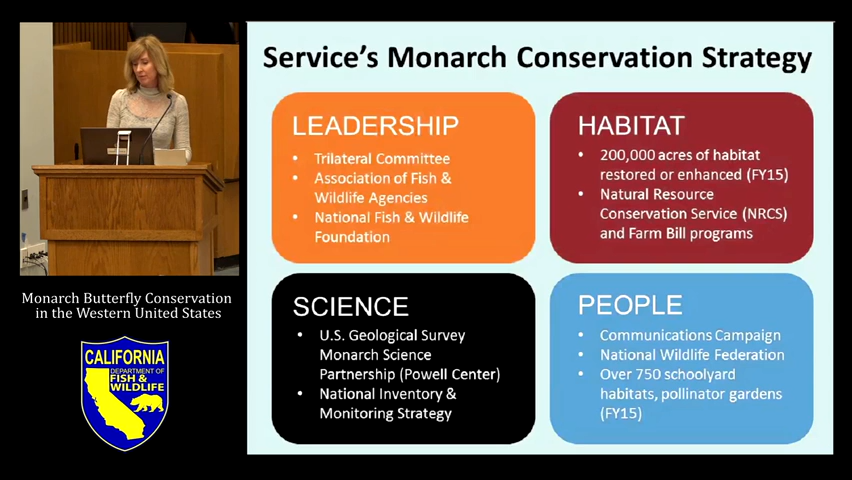 Service's Monarch Conservation Strategy
LEADERSHIP
• Trilateral Committee
• Association of Fish &
Wildlife Agencies
• National Fish & Wildlife
Foundation
HABITAT
• 200,000 acres of habitat
restored or enhanced (FY15)
• Natural Resource
Conservation Service (NRCS)
and Farm Bill programs
SCIENCE
• U.S. Geological Survey
Monarch Science
Partnership (Powell Center)
• National Inventory &
Monitoring Strategy
PEOPLE
• Communications Campaign
• National Wildlife Federation
• Over 750 schoolyard
habitats, pollinator gardens
(FY15)
Monarch Butterfly Conservation
in the Western United States
CALIFORNIA
DEPARTMENT OF
FISH &
WILDLIFE